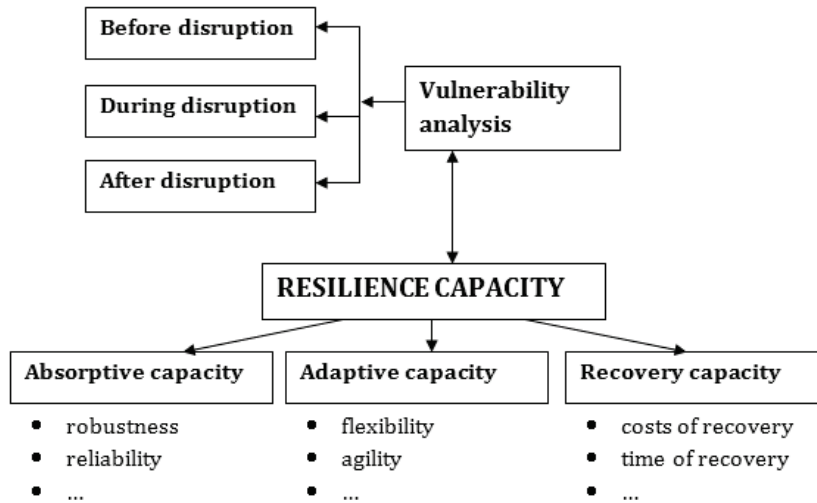 Before disruption
During disruption
After disruption
Vulnerability
analysis
RESILIENCE CAPACITY
Absorptive capacity
• robustness
• reliability
• ...
Adaptive capacity
• flexibility
• agility
• ...
Recovery capacity
• costs of recovery
• time of recovery
• ...